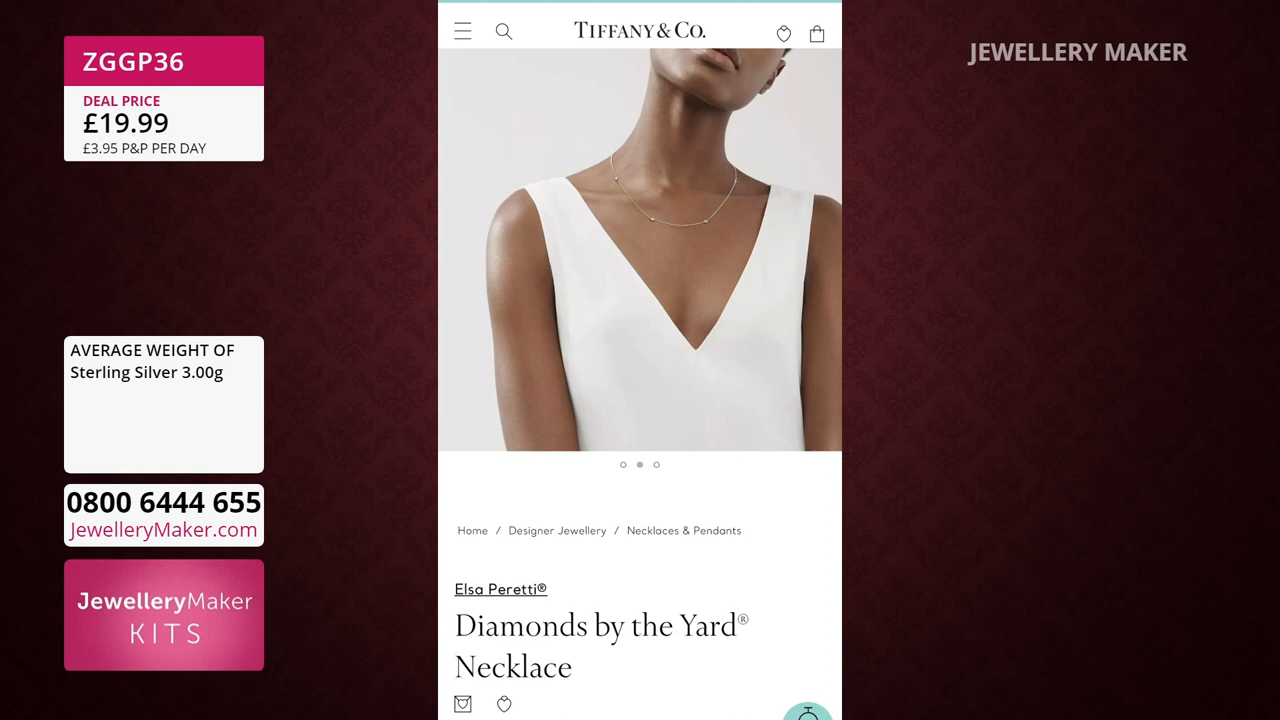 ZGGP36
DEAL PRICE
£19.99
£3.95 P&P PER DAY
AVERAGE WEIGHT OF
Sterling Silver 3.00g
0800 6444 655
JewelleryMaker.com
JewelleryMaker
KITS
TIFFANY & CO.
Home / Designer Jewellery / Necklaces & Pendants
Elsa Peretti®
Diamonds by the Yard®
Necklace
JEWELLERY MAKER